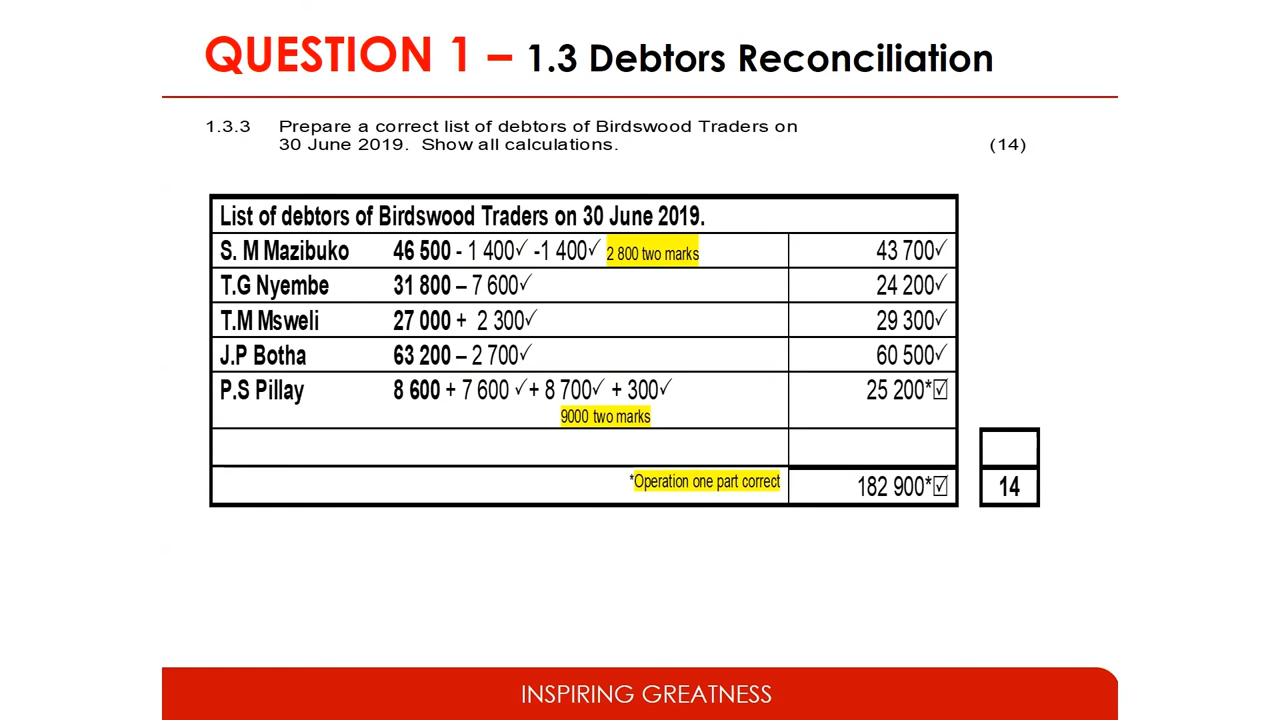 QUESTION 1 – 1.3 Debtors Reconciliation
1.3.3 Prepare a correct list of debtors of Birdswood Traders on
30 June 2019. Show all calculations. (14)
List of debtors of Birdswood Traders on 30 June 2019.
S. M Mazibuko 46 500 - 1 400✓ -1 400✓ 2 800 two marks 43 700✓
T.G Nyembe 31 800 – 7 600✓ 24 200✓
T.M Msweli 27 000 + 2 300✓ 29 300✓
J.P Botha 63 200 – 2 700✓ 60 500✓
P.S Pillay 8 600 + 7 600 ✓+ 8 700✓ + 300✓ 25 200*☑
9000 two marks
*Operation one part correct 182 900*☑ 14
INSPIRING GREATNESS